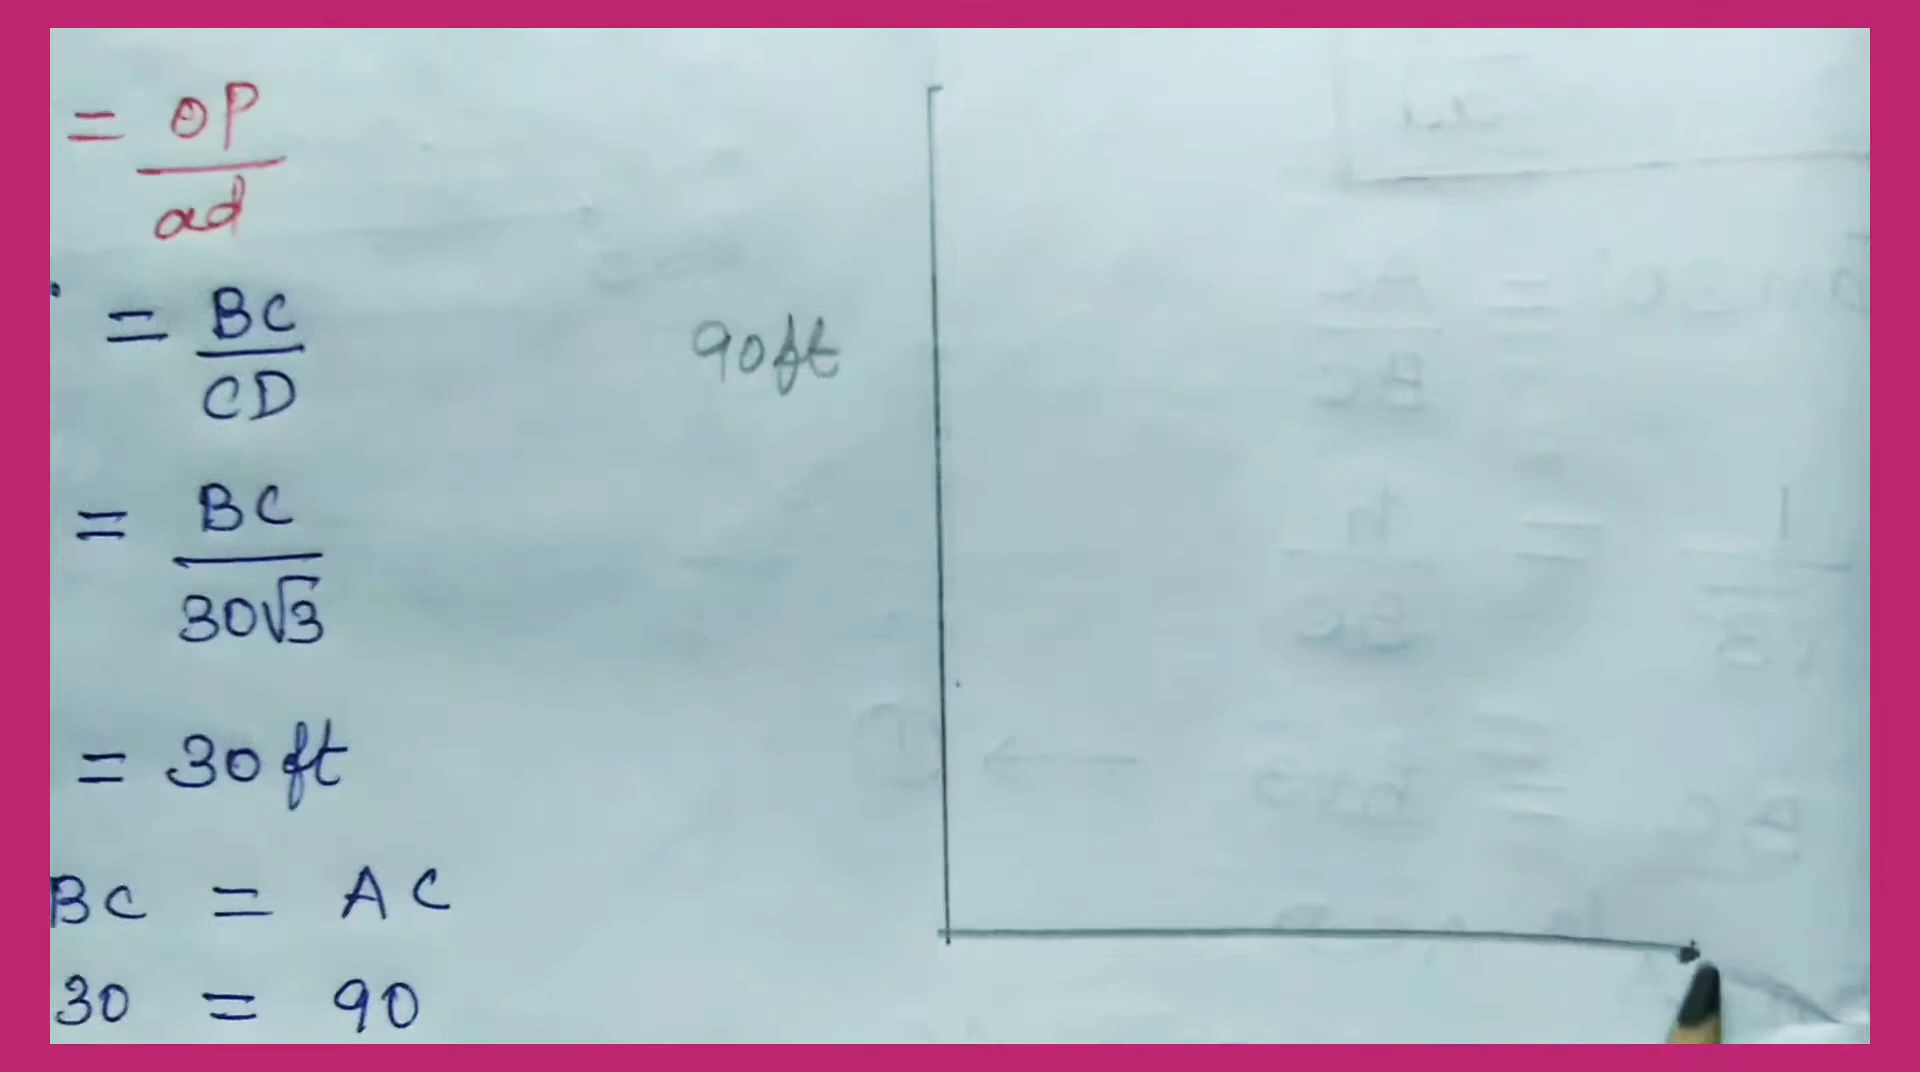 = OP
ad
= BC
CD
= BC
30√3
= 30 ft
BC = AC
30 = 90
90ft